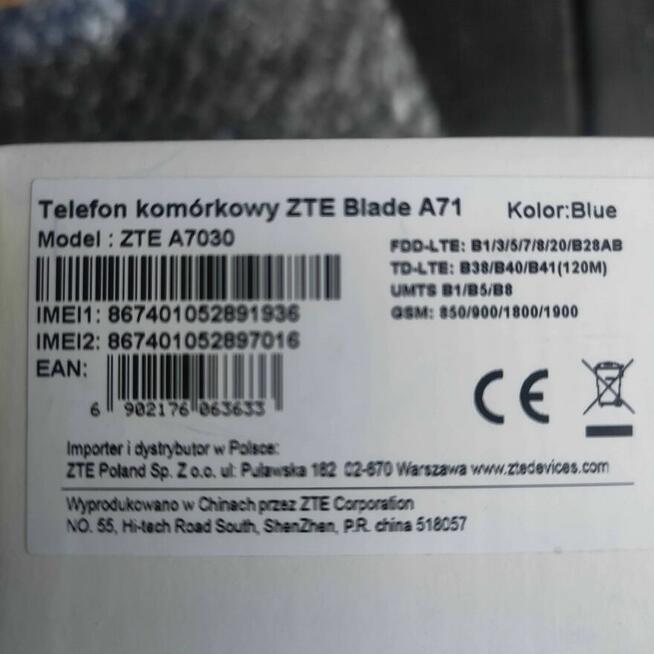 Telefon komórkowy ZTE Blade A71 Kolor:Blue
Model : ZTE A7030
FDD-LTE: B1/3/5/7/8/20/B28AB
TD-LTE: B38/B40/B41(120M)
UMTS B1/B5/B8
GSM: 850/900/1800/1900
IMEI1: 867401052891936
IMEI2: 867401052897016
EAN:
6 902176 063633
CE
Importer i dystrybutor w Polsce:
ZTE Poland Sp. Z o.o. ul: Puławska 182 02-670 Warszawa www.ztedevices.com
Wyprodukowano w Chinach przez ZTE Corporation
NO. 55, Hi-tech Road South, ShenZhen, P.R. china 518057